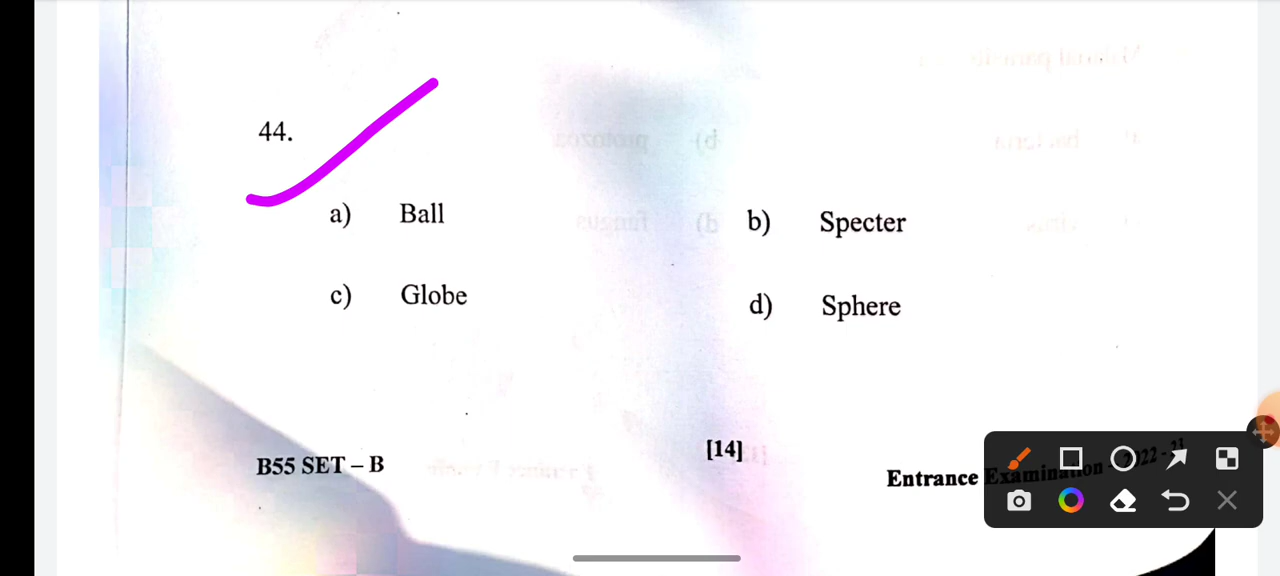 44.
a) Ball b) Specter
c) Globe d) Sphere
[14]
B55 SET – B
Entrance Examination